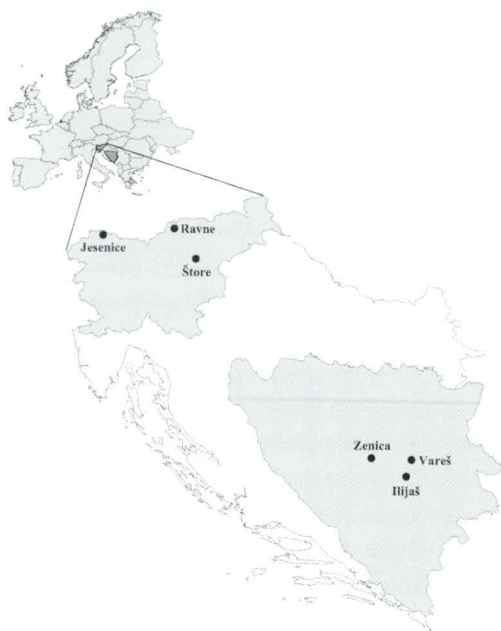 Ravne
Jesenice
Štore
Zenica
Vareš
Ilijaš